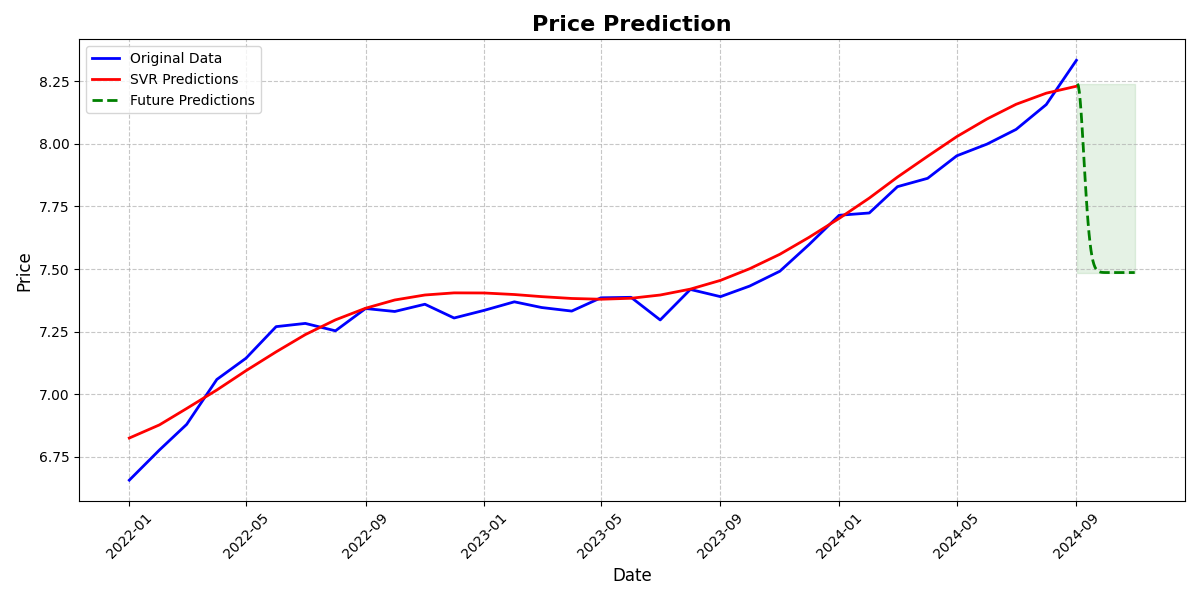 Price Prediction
Original Data
SVR Predictions
Future Predictions
Price
8.25
8.00
7.75
7.50
7.25
7.00
6.75
2022-01
2022-05
2022-09
2023-01
2023-05
2023-09
2024-01
2024-05
2024-09
Date